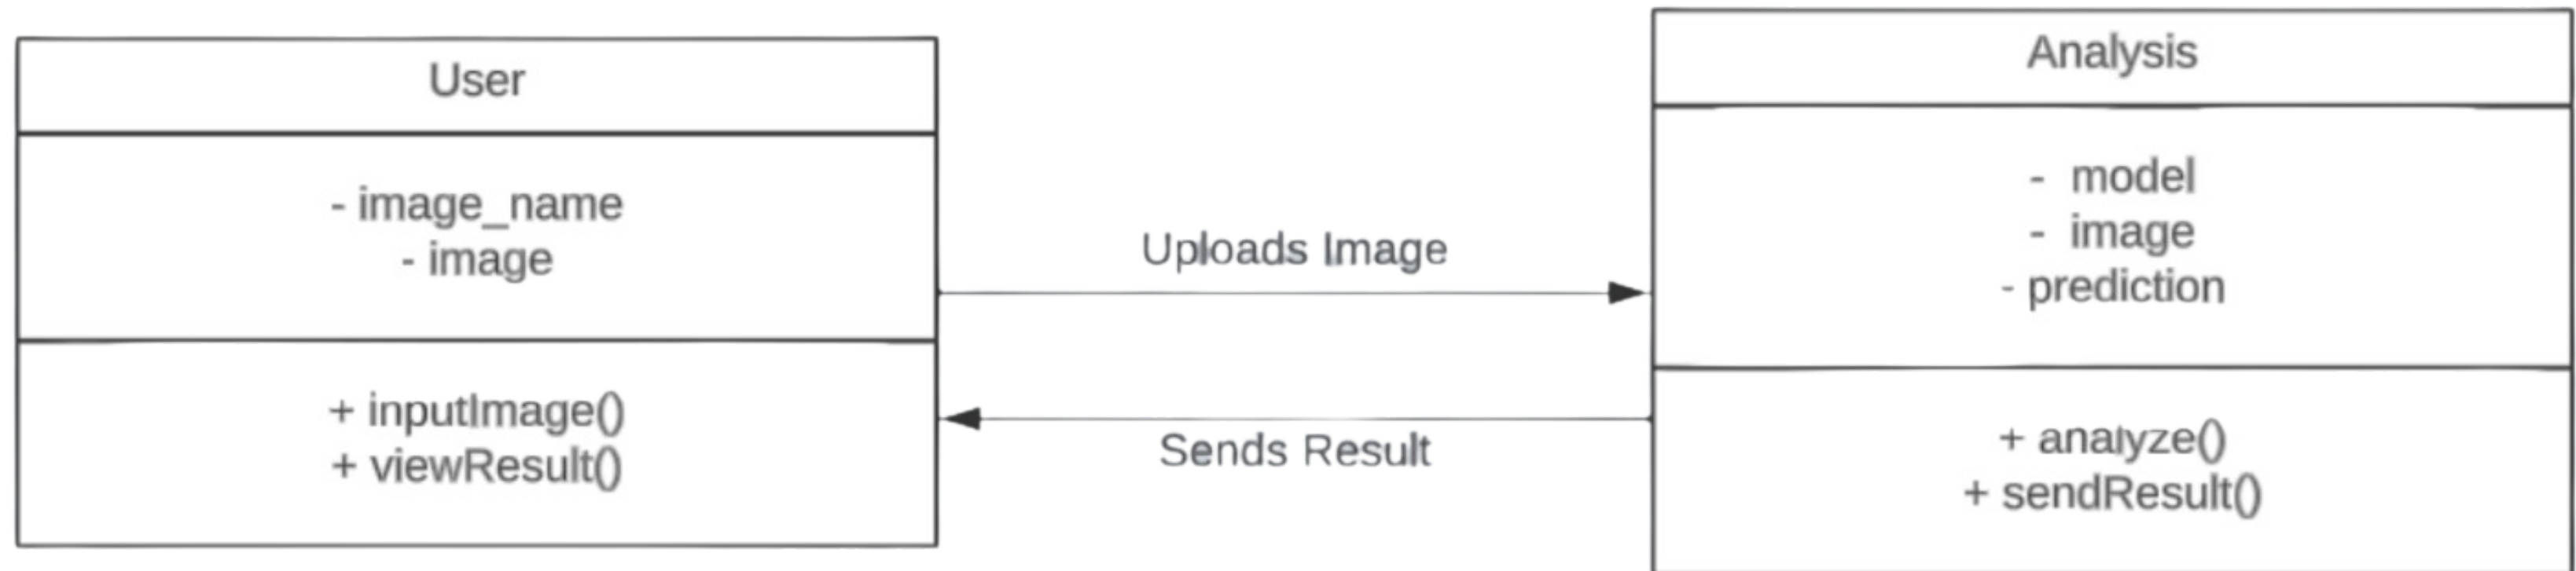 User
- image_name
- image
+ inputImage()
+ viewResult()
Uploads Image
Sends Result
Analysis
- model
- image
- prediction
+ analyze()
+ sendResult()